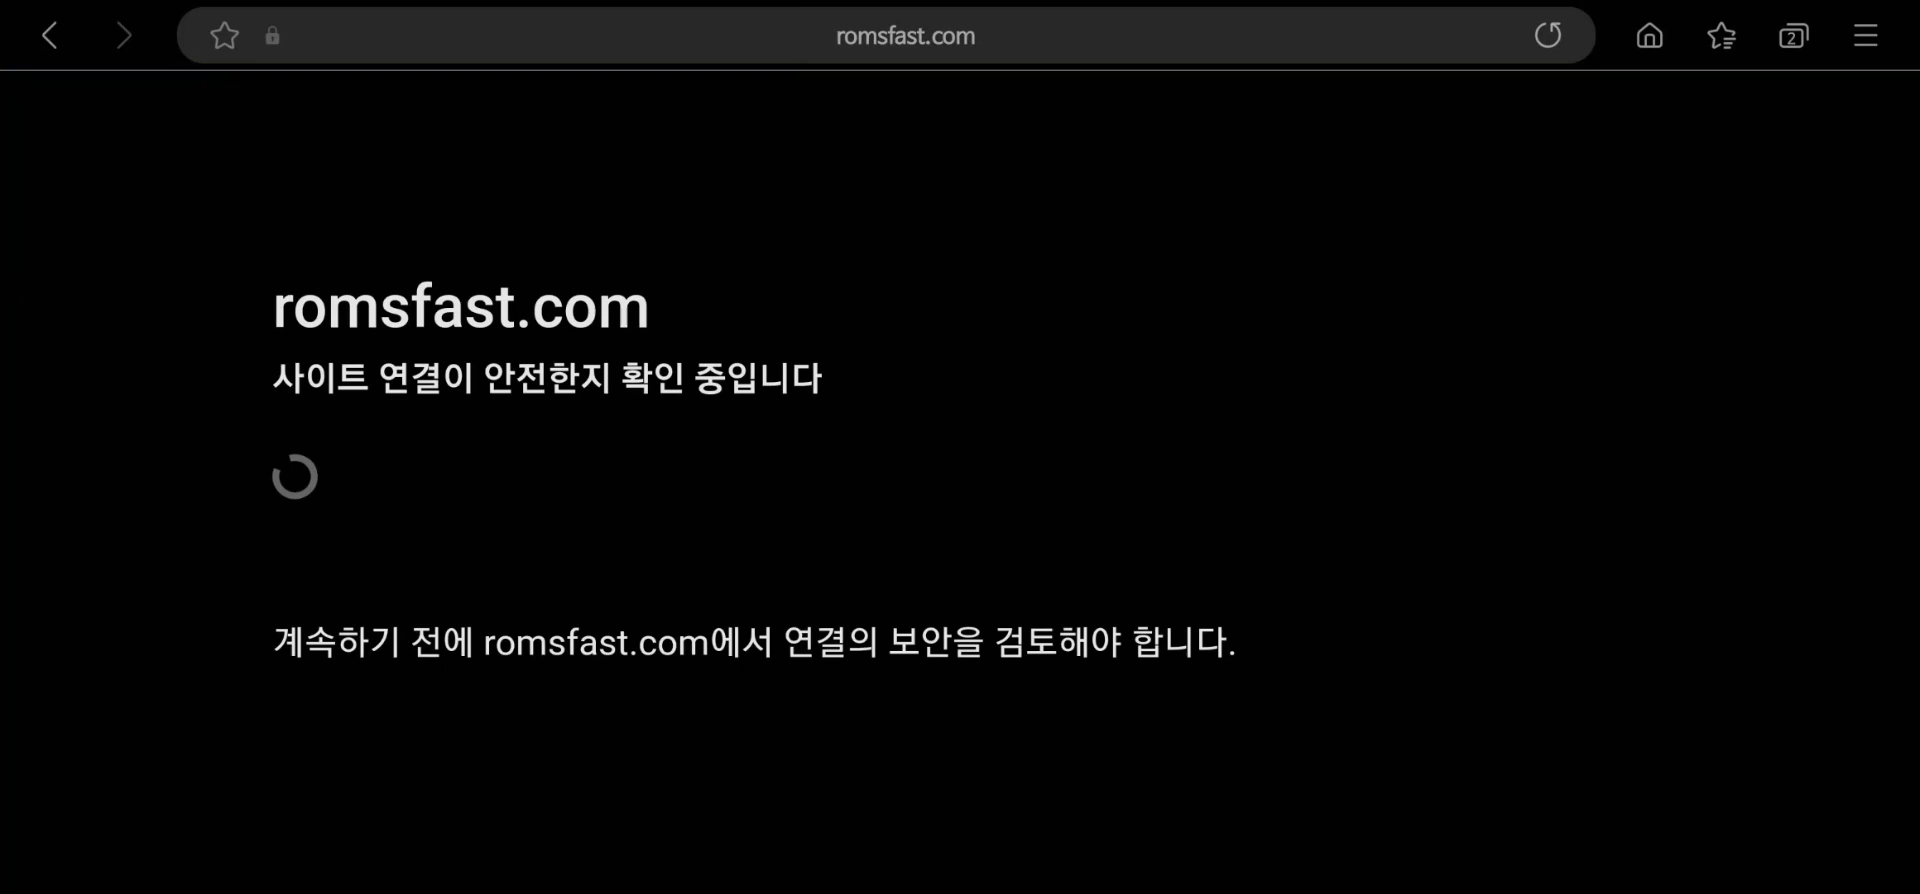 romsfast.com
2
romsfast.com
사이트 연결이 안전한지 확인 중입니다
계속하기 전에 romsfast.com에서 연결의 보안을 검토해야 합니다.